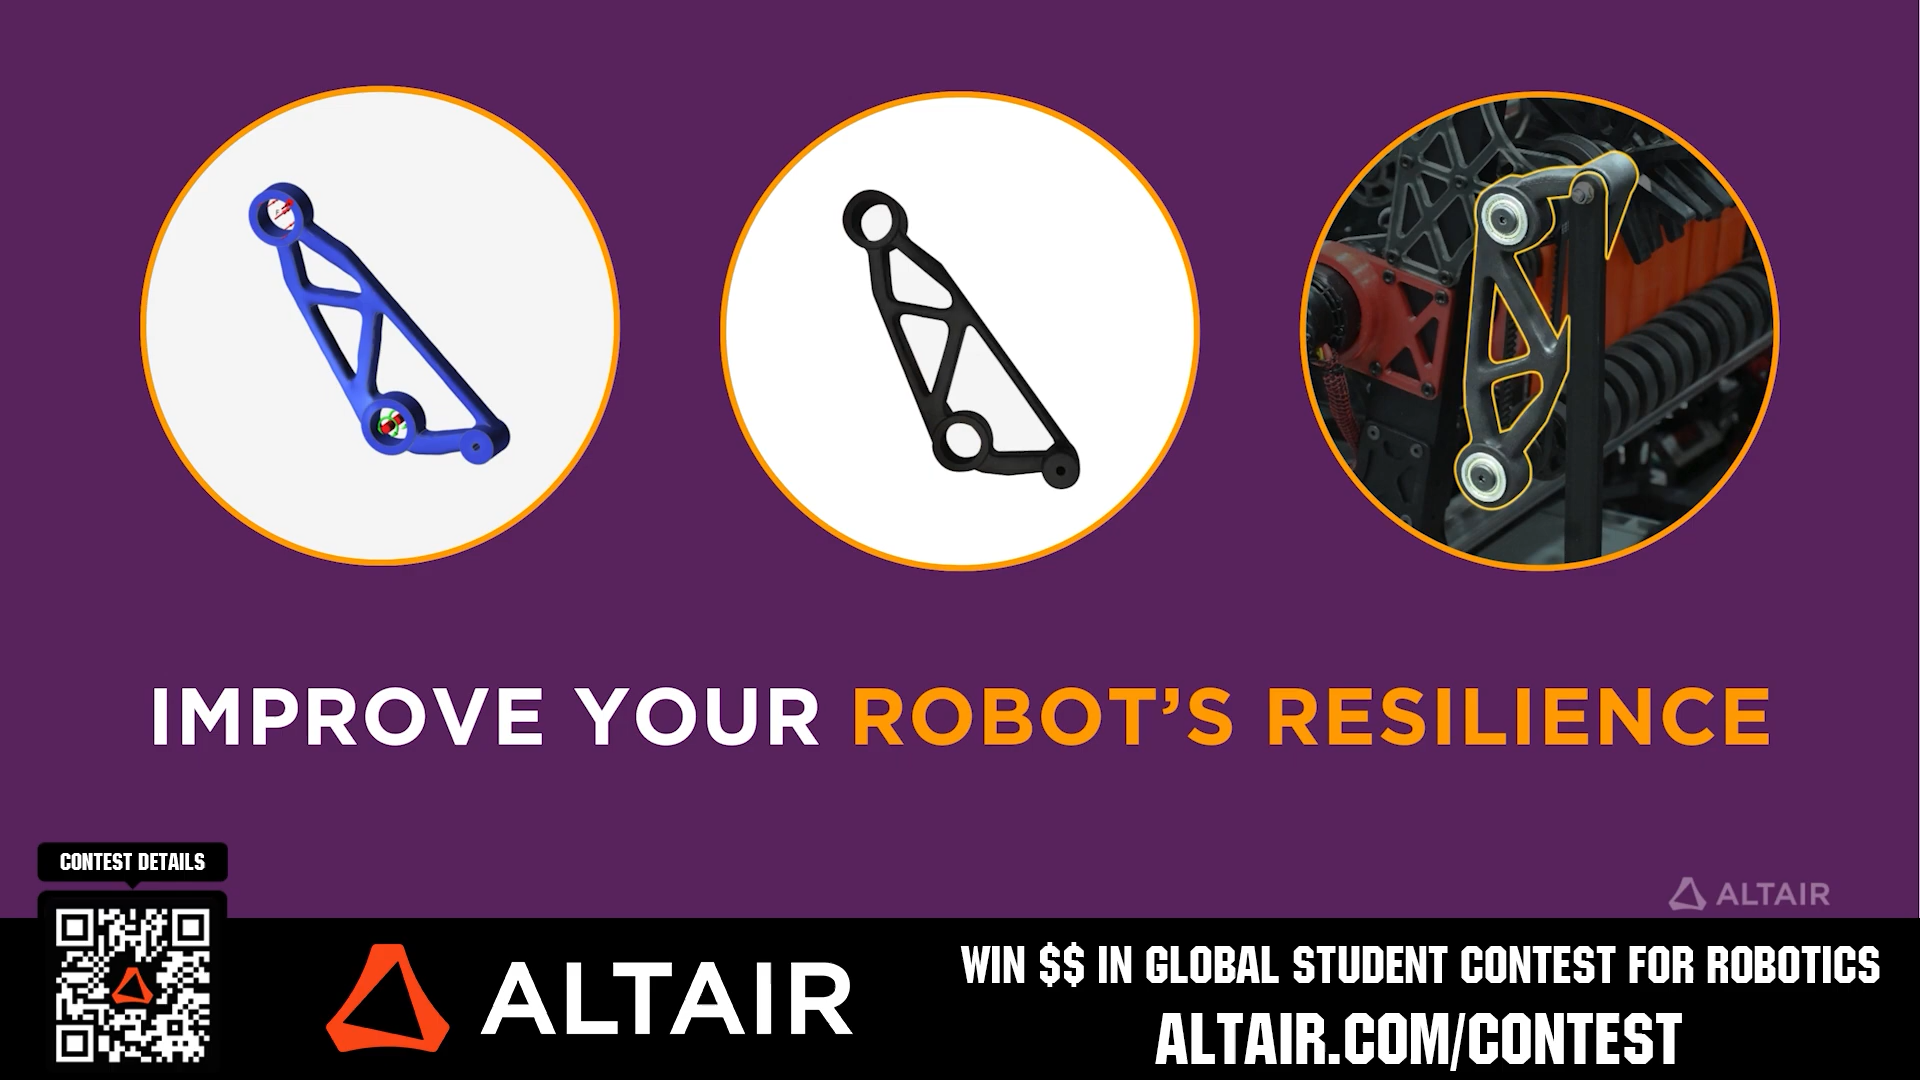 IMPROVE YOUR ROBOT'S RESILIENCE
CONTEST DETAILS
ALTAIR
ALTAIR
WIN $$ IN GLOBAL STUDENT CONTEST FOR ROBOTICS
ALTAIR.COM/CONTEST